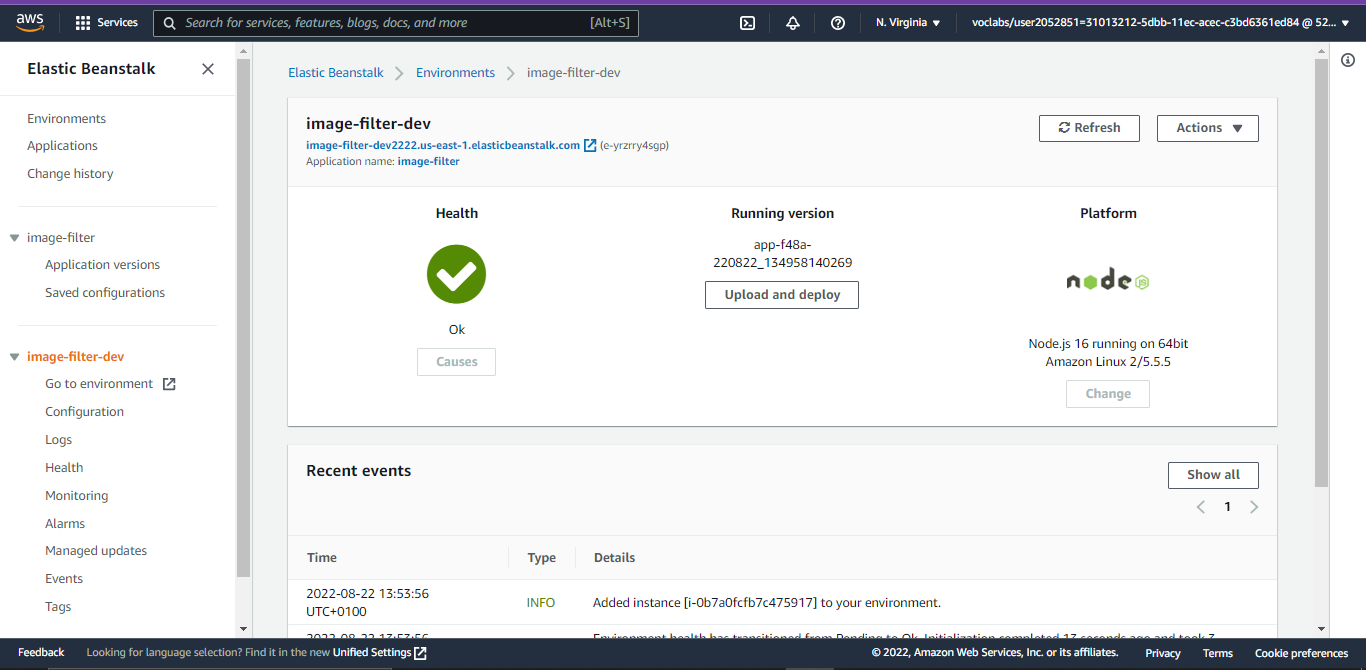 aws
Services
Search for services, features, blogs, docs, and more
[Alt+S]
N. Virginia
voclabs/user2052851=31013212-5dbb-11ec-acec-c3bd6361ed84 @ 52...
Elastic Beanstalk
Environments
Applications
Change history
image-filter
Application versions
Saved configurations
image-filter-dev
Go to environment
Configuration
Logs
Health
Monitoring
Alarms
Managed updates
Events
Tags
Elastic Beanstalk
Environments
image-filter-dev
image-filter-dev
image-filter-dev2222.us-east-1.elasticbeanstalk.com (e-yrzrry4sgp)
Application name: image-filter
Refresh
Actions
Health
Ok
Causes
Running version
app-f48a-
220822_134958140269
Upload and deploy
Platform
node JS
Node.js 16 running on 64bit
Amazon Linux 2/5.5.5
Change
Recent events
Show all
1
Time
Type
Details
2022-08-22 13:53:56
UTC+0100
INFO
Added instance [i-0b7a0fcfb7c475917] to your environment.
2022-08-22 13:53:56
Environment health has transitioned from Pending to Ok. Initialization completed 13 seconds ago and took 3
Feedback
Looking for language selection? Find it in the new Unified Settings
© 2022, Amazon Web Services, Inc. or its affiliates.
Privacy
Terms
Cookie preferences